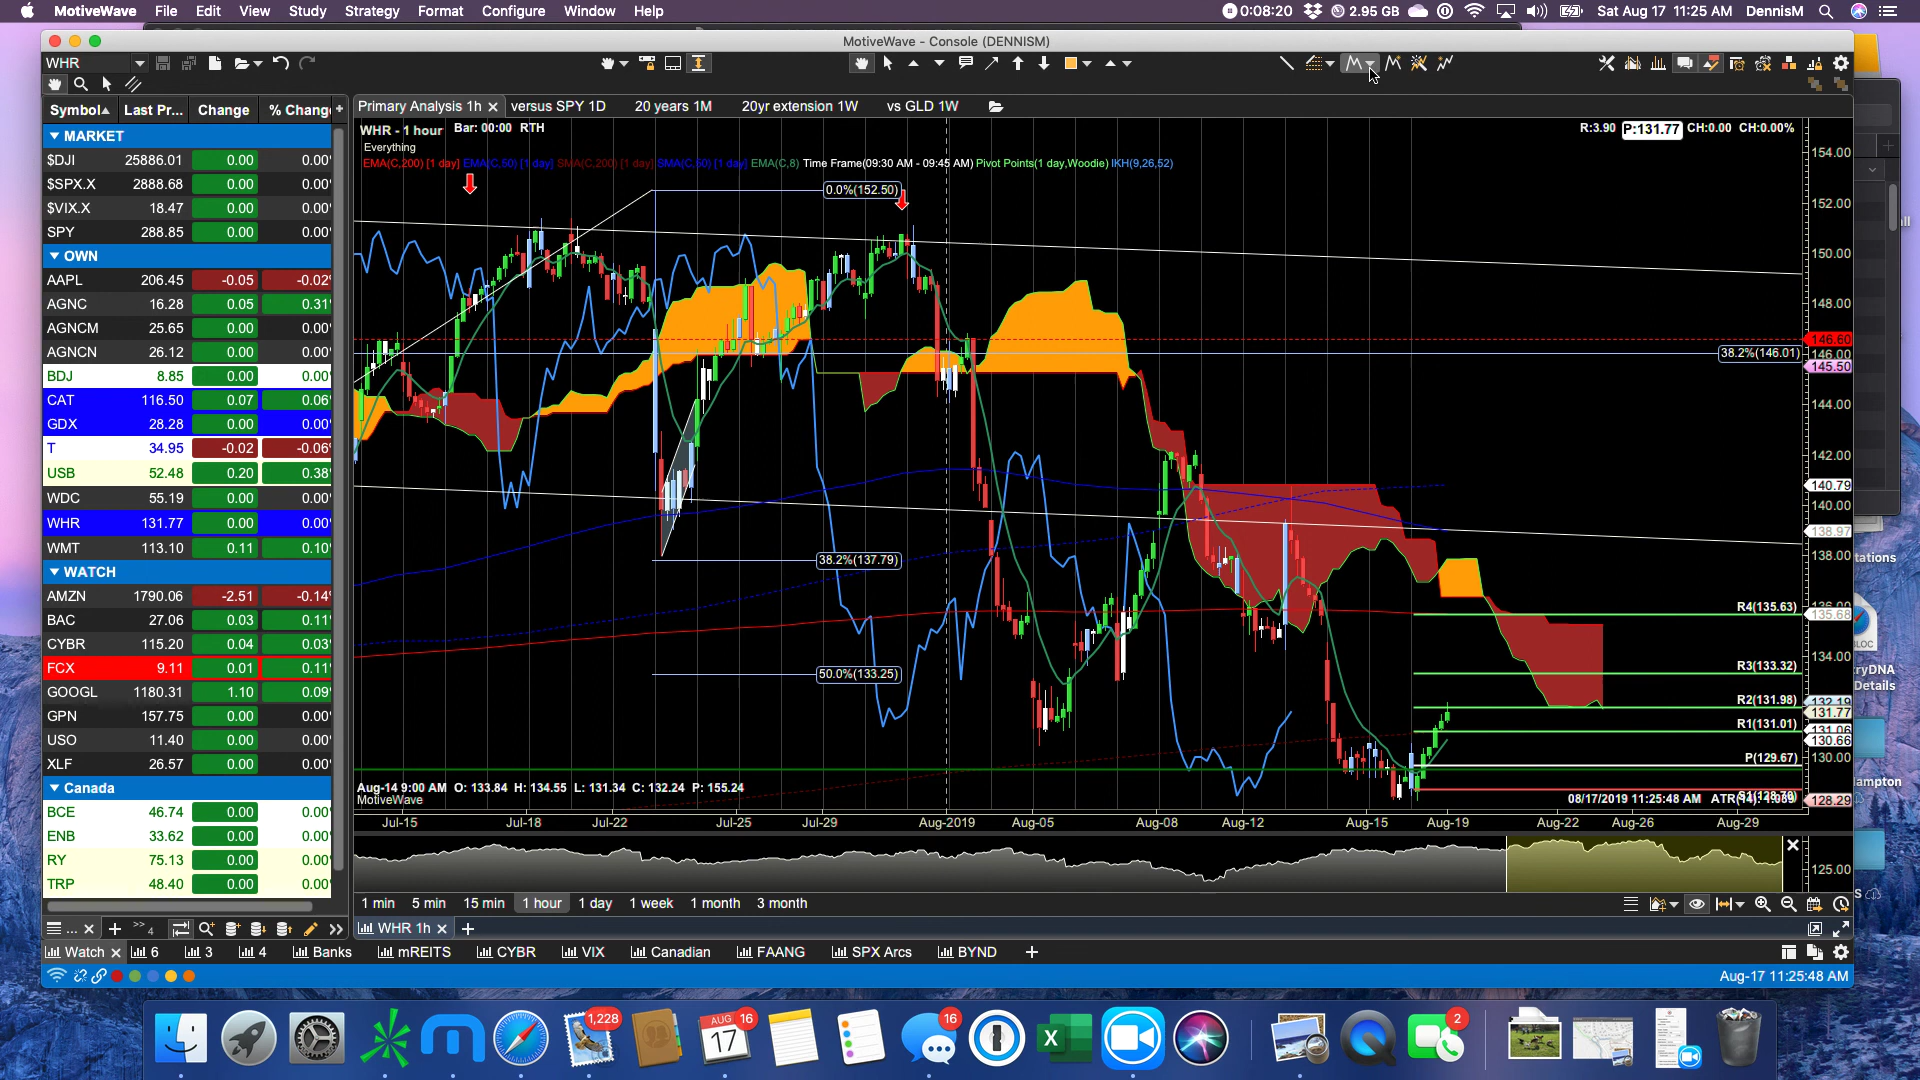 MotiveWave File Edit View Study Strategy Format Configure Window Help 0:08:20 2.95 GB Sat Aug 17 11:25 AM DennisM
MotiveWave - Console (DENNISM)
WHR
Symbol Last Pr... Change % Chang
MARKET
$DJI 25886.01 0.00 0.00
$SPX.X 2888.68 0.00 0.00
$VIX.X 18.47 0.00 0.00
SPY 288.85 0.00 0.00
OWN
AAPL 206.45 -0.05 -0.02
AGNC 16.28 0.05 0.31
AGNCM 25.65 0.00 0.00
AGNCN 26.12 0.00 0.00
BDJ 8.85 0.00 0.00
CAT 116.50 0.07 0.06
GDX 28.28 0.00 0.00
T 34.95 -0.02 -0.06
USB 52.48 0.20 0.38
WDC 55.19 0.00 0.00
WHR 131.77 0.00 0.00
WMT 113.10 0.11 0.10
WATCH
AMZN 1790.06 -2.51 -0.14
BAC 27.06 0.03 0.11
CYBR 115.20 0.04 0.03
FCX 9.11 0.01 0.11
GOOGL 1180.31 1.10 0.09
GPN 157.75 0.00 0.00
USO 11.40 0.00 0.00
XLF 26.57 0.00 0.00
Canada
BCE 46.74 0.00 0.00
ENB 33.62 0.00 0.00
RY 75.13 0.00 0.00
TRP 48.40 0.00 0.00
Primary Analysis 1h versus SPY 1D 20 years 1M 20yr extension 1W vs GLD 1W
WHR - 1 hour Bar: 00:00 RTH R:3.90 P:131.77 CH:0.00 CH:0.00%
Everything
EMA(C,200) [1 day] EMA(C,50) [1 day] SMA(C,200) [1 day] SMA(C,50) [1 day] EMA(C,8) Time Frame(09:30 AM - 09:45 AM) Pivot Points(1 day,Woodie) IKH(9,26,52)
0.0%(152.50)
38.2%(146.01)
38.2%(137.79)
50.0%(133.25)
R4(135.63)
R3(133.32)
R2(131.98)
R1(131.01)
P(129.67)
154.00
152.00
150.00
148.00
146.60
146.00
145.50
144.00
142.00
140.79
140.00
138.97
138.00
135.68
134.00
131.77
130.66
130.00
128.29
125.00
Aug-14 9:00 AM O: 133.84 H: 134.55 L: 131.34 C: 132.24 P: 155.24
MotiveWave
08/17/2019 11:25:48 AM
Jul-15 Jul-18 Jul-22 Jul-25 Jul-29 Aug-2019 Aug-05 Aug-08 Aug-12 Aug-15 Aug-19 Aug-22 Aug-26 Aug-29
1 min 5 min 15 min 1 hour 1 day 1 week 1 month 3 month
... 4 WHR 1h
Watch 6 3 4 Banks mREITS CYBR VIX Canadian FAANG SPX Arcs BYND
Aug-17 11:25:48 AM
ations
ryDNA
Details
lampton
1,228 AUG 17 16 16 2